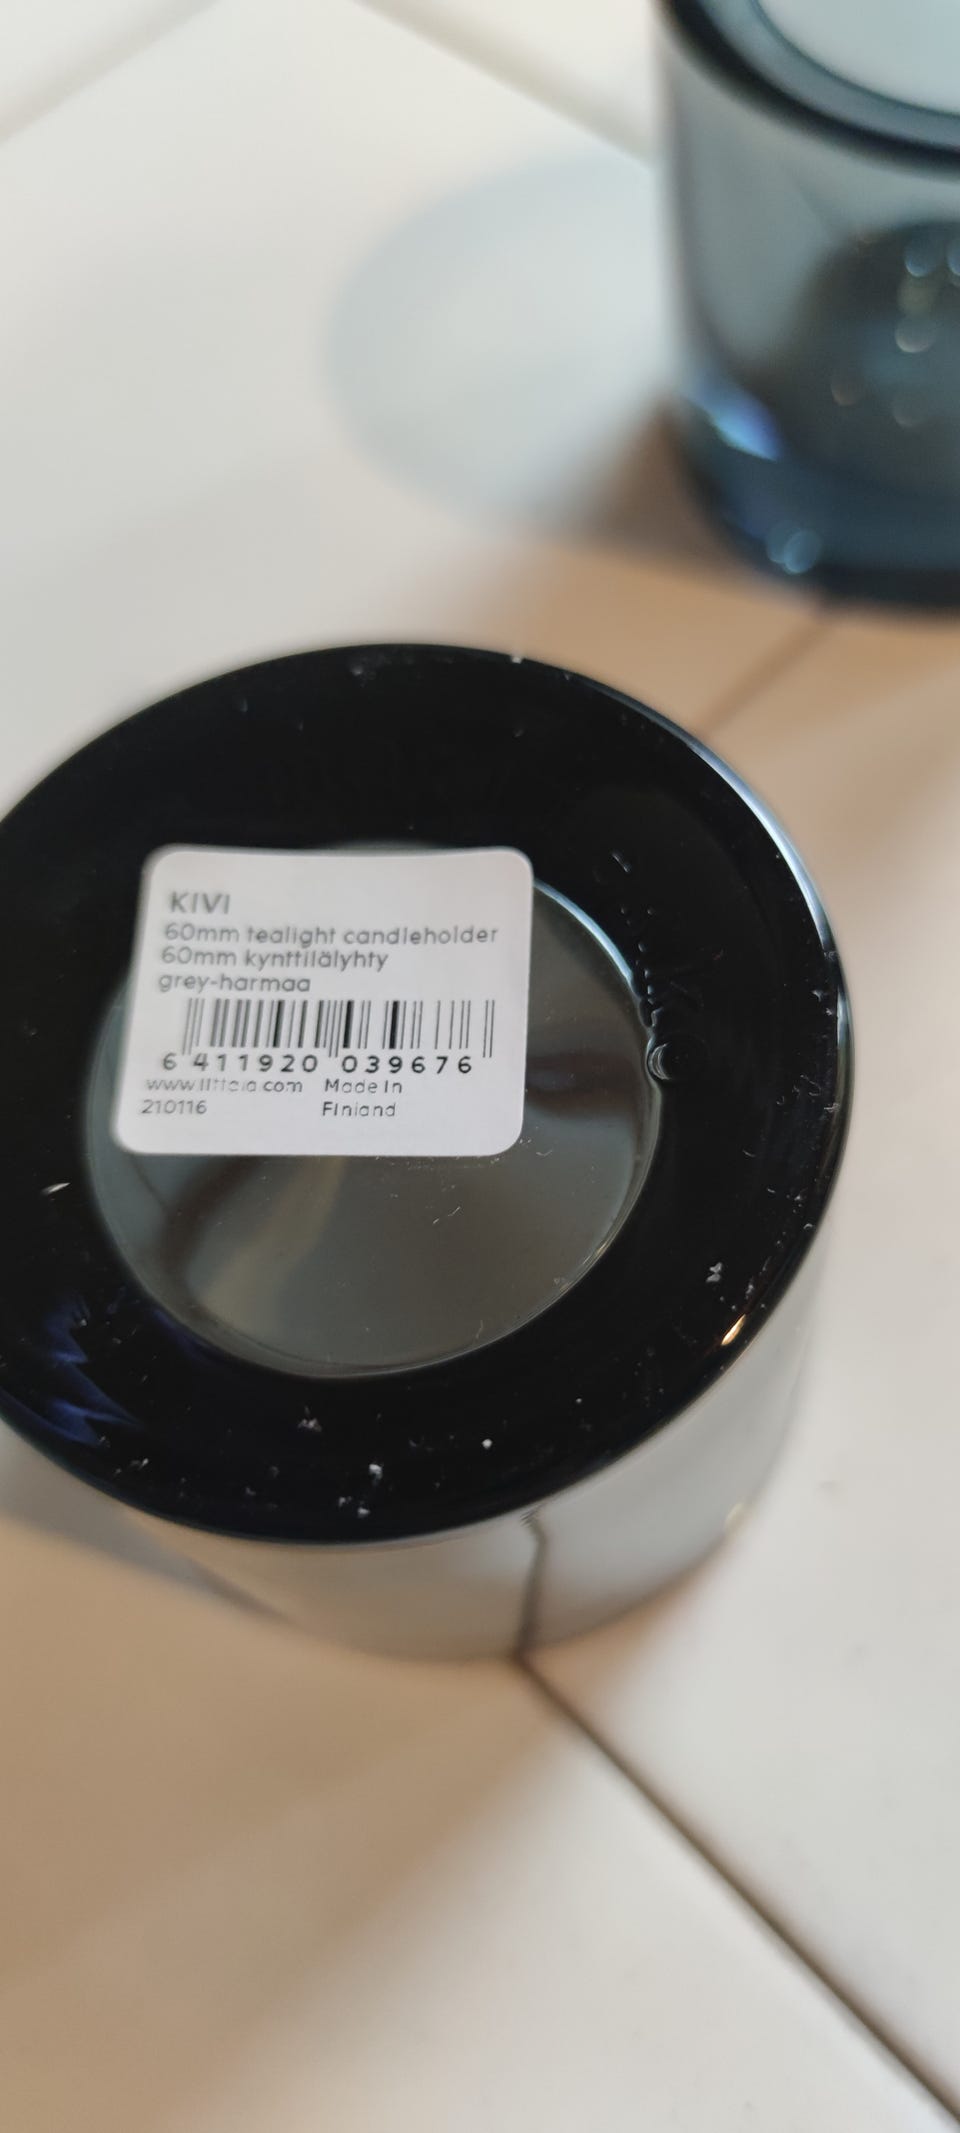 KIVI
60mm tealight candleholder
60mm kynttilälyhty
grey-harmaa
6 411920 039676
www.iittala.com Made in
210116 Finland